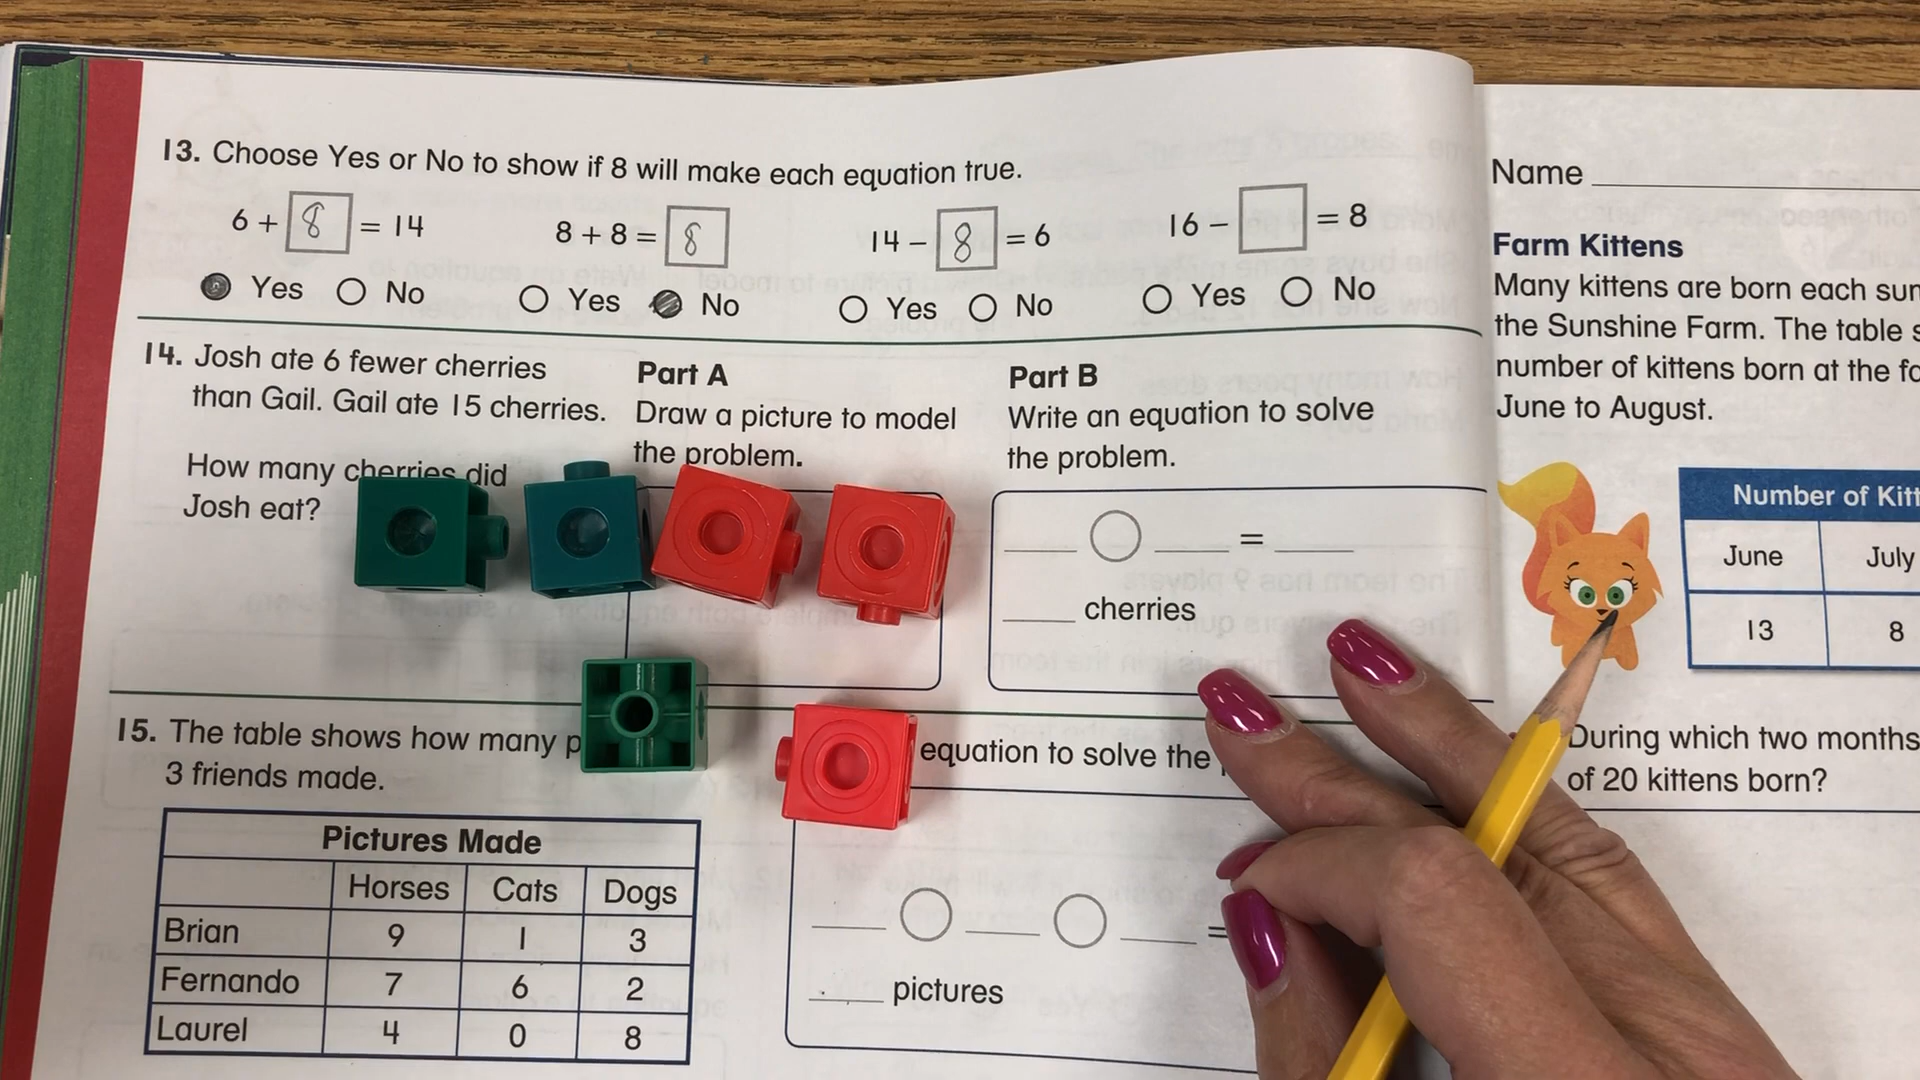 13. Choose Yes or No to show if 8 will make each equation true.
6 + 8 = 14
8 + 8 = 8
14 – 8 = 6
16 – = 8
Yes No
Yes No
Yes No
Yes No
14. Josh ate 6 fewer cherries
than Gail. Gail ate 15 cherries.
How many cherries did
Josh eat?
Part A
Draw a picture to model
the problem.
Part B
Write an equation to solve
the problem.
=
cherries
15. The table shows how many p
3 friends made.
equation to solve the
Pictures Made
Horses Cats Dogs
Brian 9 1 3
Fernando 7 6 2
Laurel 4 0 8
=
pictures
Name
Farm Kittens
Many kittens are born each sum
the Sunshine Farm. The table s
number of kittens born at the fa
June to August.
Number of Kitt
June July
13 8
During which two months
of 20 kittens born?